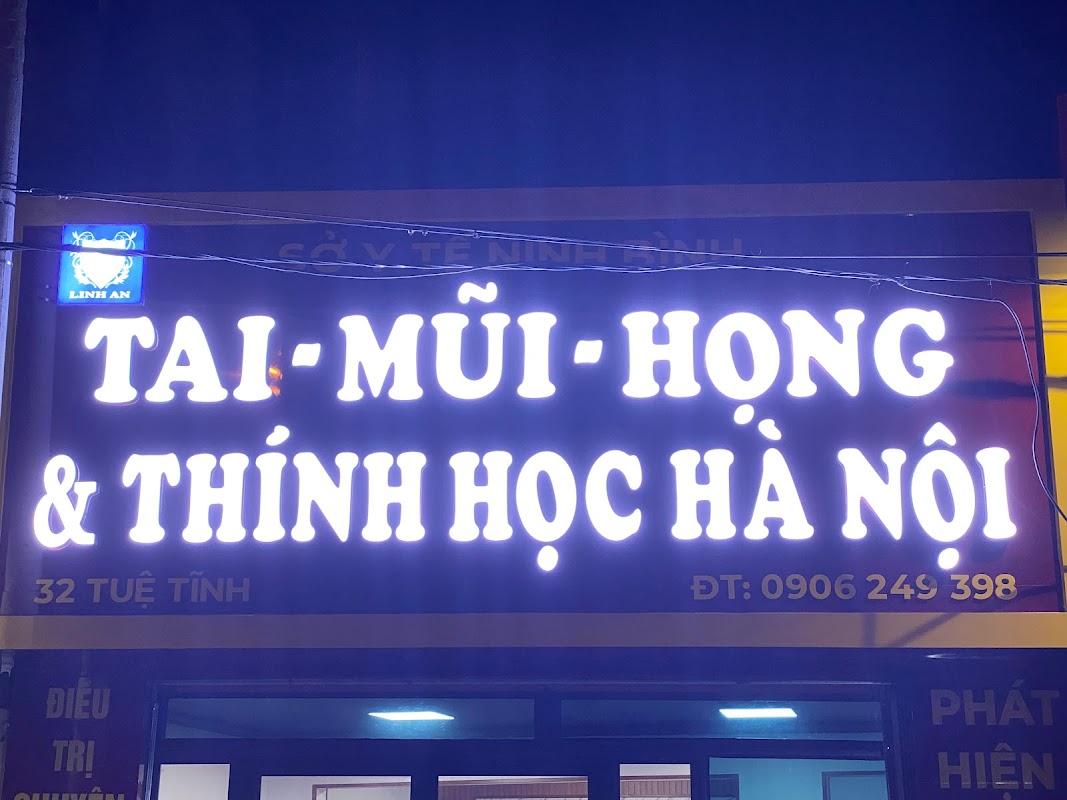 SỞ Y TẾ NINH BÌNH
LINH AN
TAI - MŨI - HỌNG
& THÍNH HỌC HÀ NỘI
32 TUỆ TĨNH
ĐT: 0906 249 398
ĐIỀU
TRỊ
CHUYÊN
PHÁT
HIỆN